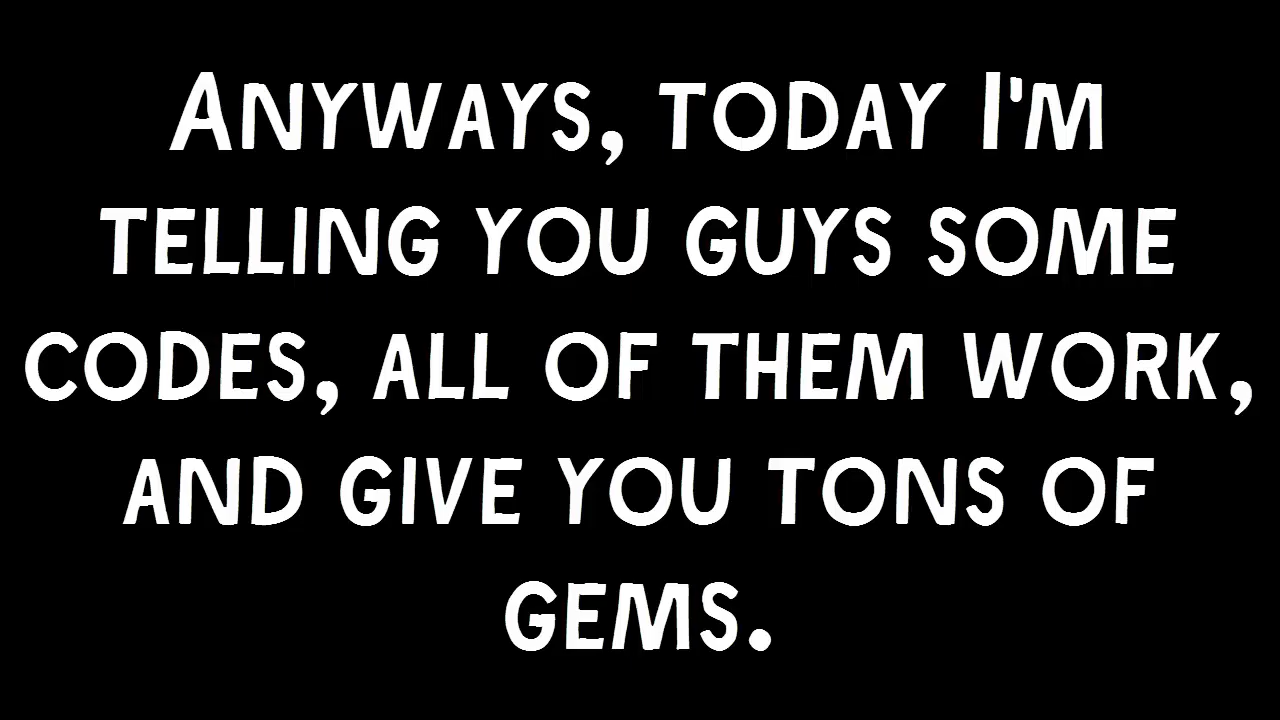 Anyways, today I'm
telling you guys some
codes, all of them work,
and give you tons of
gems.